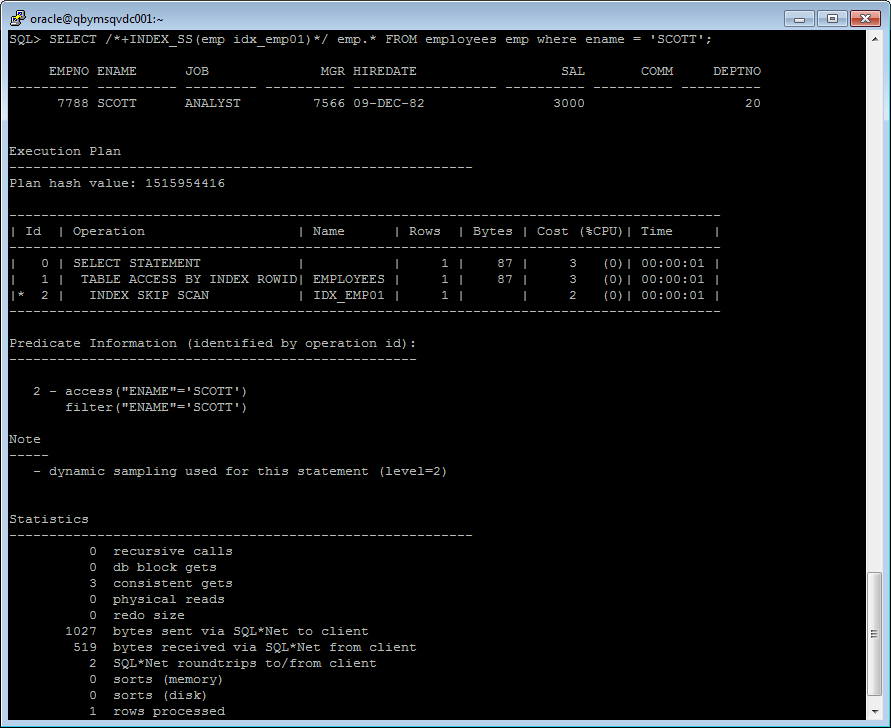 oracle@qbymsqvdc001:~
SQL> SELECT /*+INDEX_SS(emp idx_emp01)*/ emp.* FROM employees emp where ename = 'SCOTT';
     EMPNO ENAME      JOB              MGR HIREDATE                  SAL       COMM     DEPTNO
---------- ---------- --------- ---------- ------------------ ---------- ---------- ----------
      7788 SCOTT      ANALYST         7566 09-DEC-82                3000                    20
Execution Plan
----------------------------------------------------------
Plan hash value: 1515954416
-----------------------------------------------------------------------------------------
| Id  | Operation                   | Name      | Rows  | Bytes | Cost (%CPU)| Time     |
-----------------------------------------------------------------------------------------
|   0 | SELECT STATEMENT            |           |     1 |    87 |     3   (0)| 00:00:01 |
|   1 |  TABLE ACCESS BY INDEX ROWID| EMPLOYEES |     1 |    87 |     3   (0)| 00:00:01 |
|*  2 |   INDEX SKIP SCAN           | IDX_EMP01 |     1 |       |     2   (0)| 00:00:01 |
-----------------------------------------------------------------------------------------
Predicate Information (identified by operation id):
---------------------------------------------------
   2 - access("ENAME"='SCOTT')
       filter("ENAME"='SCOTT')
Note
-----
   - dynamic sampling used for this statement (level=2)
Statistics
----------------------------------------------------------
          0  recursive calls
          0  db block gets
          3  consistent gets
          0  physical reads
          0  redo size
       1027  bytes sent via SQL*Net to client
        519  bytes received via SQL*Net from client
          2  SQL*Net roundtrips to/from client
          0  sorts (memory)
          0  sorts (disk)
          1  rows processed